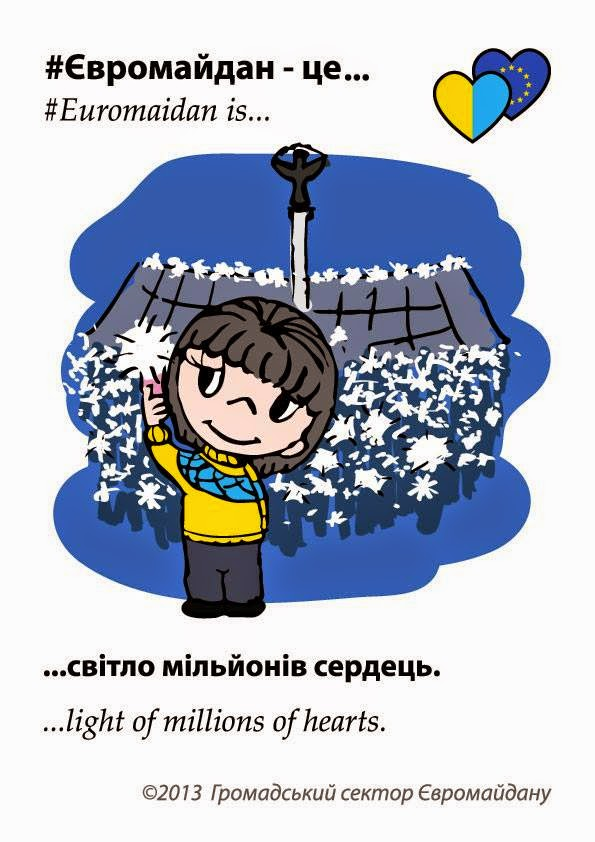 #Євромайдан - це...
#Euromaidan is...
...світло мільйонів сердець.
...light of millions of hearts.
©2013 Громадський сектор Євромайдану